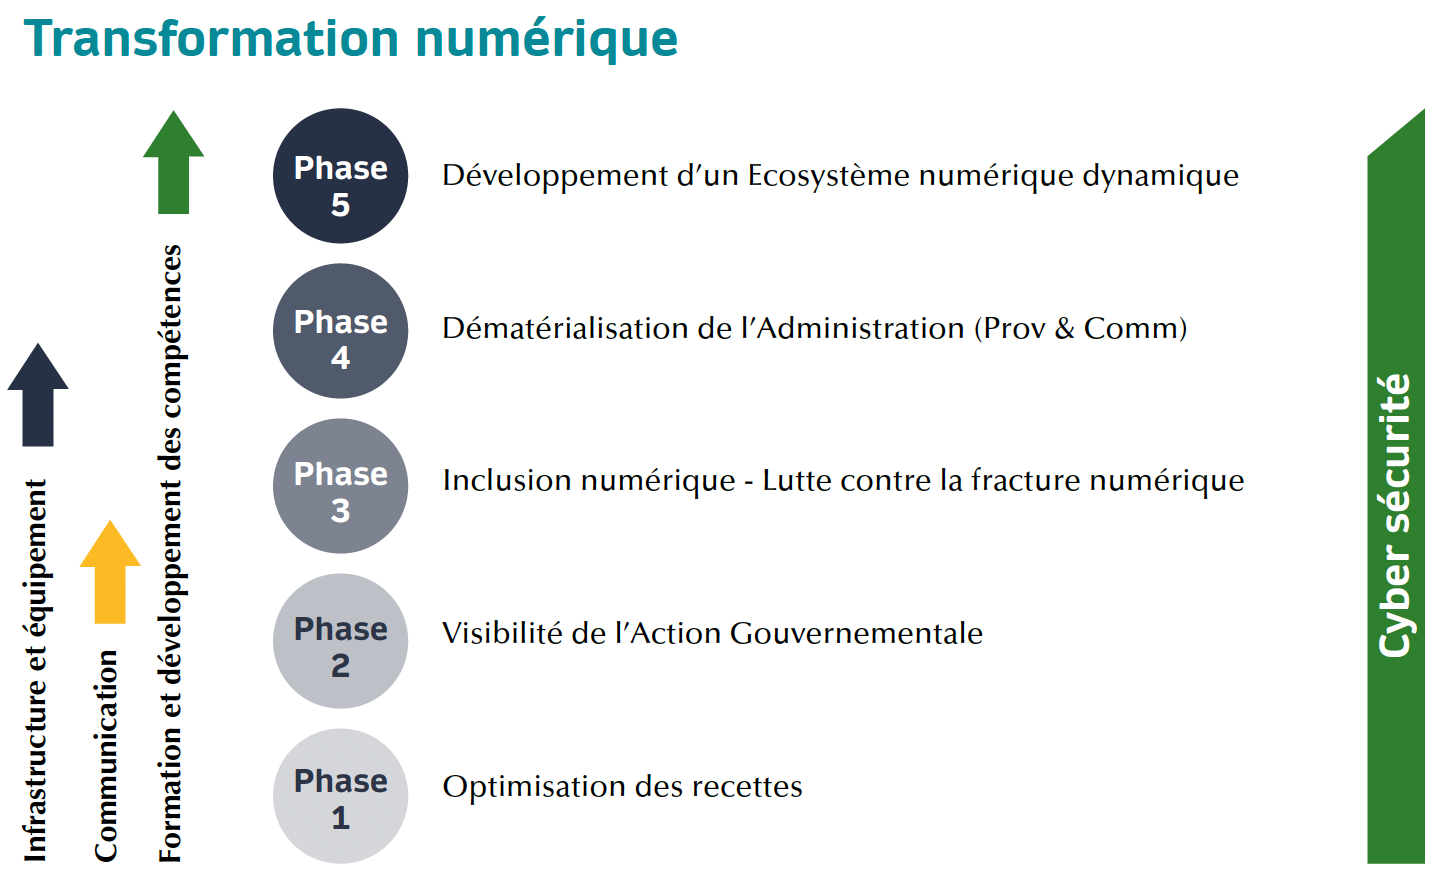 Transformation numérique
Phase
5
Développement d’un Ecosystème numérique dynamique
Phase
4
Dématérialisation de l’Administration (Prov & Comm)
Phase
3
Inclusion numérique - Lutte contre la fracture numérique
Phase
2
Visibilité de l’Action Gouvernementale
Phase
1
Optimisation des recettes
Infrastructure et équipement
Communication
Formation et développement des compétences
Cyber sécurité